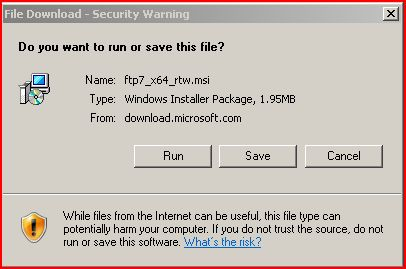 File Download - Security Warning
Do you want to run or save this file?
Name: ftp7_x64_rtw.msi
Type: Windows Installer Package, 1.95MB
From: download.microsoft.com
Run Save Cancel
While files from the Internet can be useful, this file type can
potentially harm your computer. If you do not trust the source, do not
run or save this software. What's the risk?